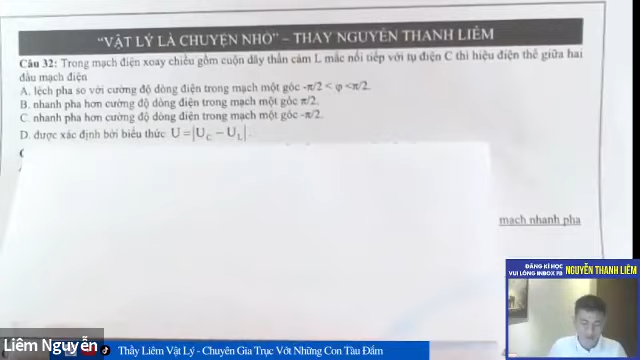 "VẬT LÝ LÀ CHUYỆN NHỎ" – THẦY NGUYỄN THANH LIÊM
Câu 32: Trong mạch điện xoay chiều gồm cuộn dây thuần cảm L mắc nối tiếp với tụ điện C thì hiệu điện thế giữa hai
đầu mạch điện
A. lệch pha so với cường độ dòng điện trong mạch một góc -π/2 < φ <π/2.
B. nhanh pha hơn cường độ dòng điện trong mạch một góc π/2.
C. nhanh pha hơn cường độ dòng điện trong mạch một góc -π/2.
D. được xác định bởi biểu thức U =|U_C − U_L|.
mạch nhanh pha
ĐĂNG KÍ HỌC
VUI LÒNG INBOX FB
NGUYỄN THANH LIÊM
Liêm Nguyễn
Thầy Liêm Vật Lý - Chuyên Gia Trục Vớt Những Con Tàu Đắm